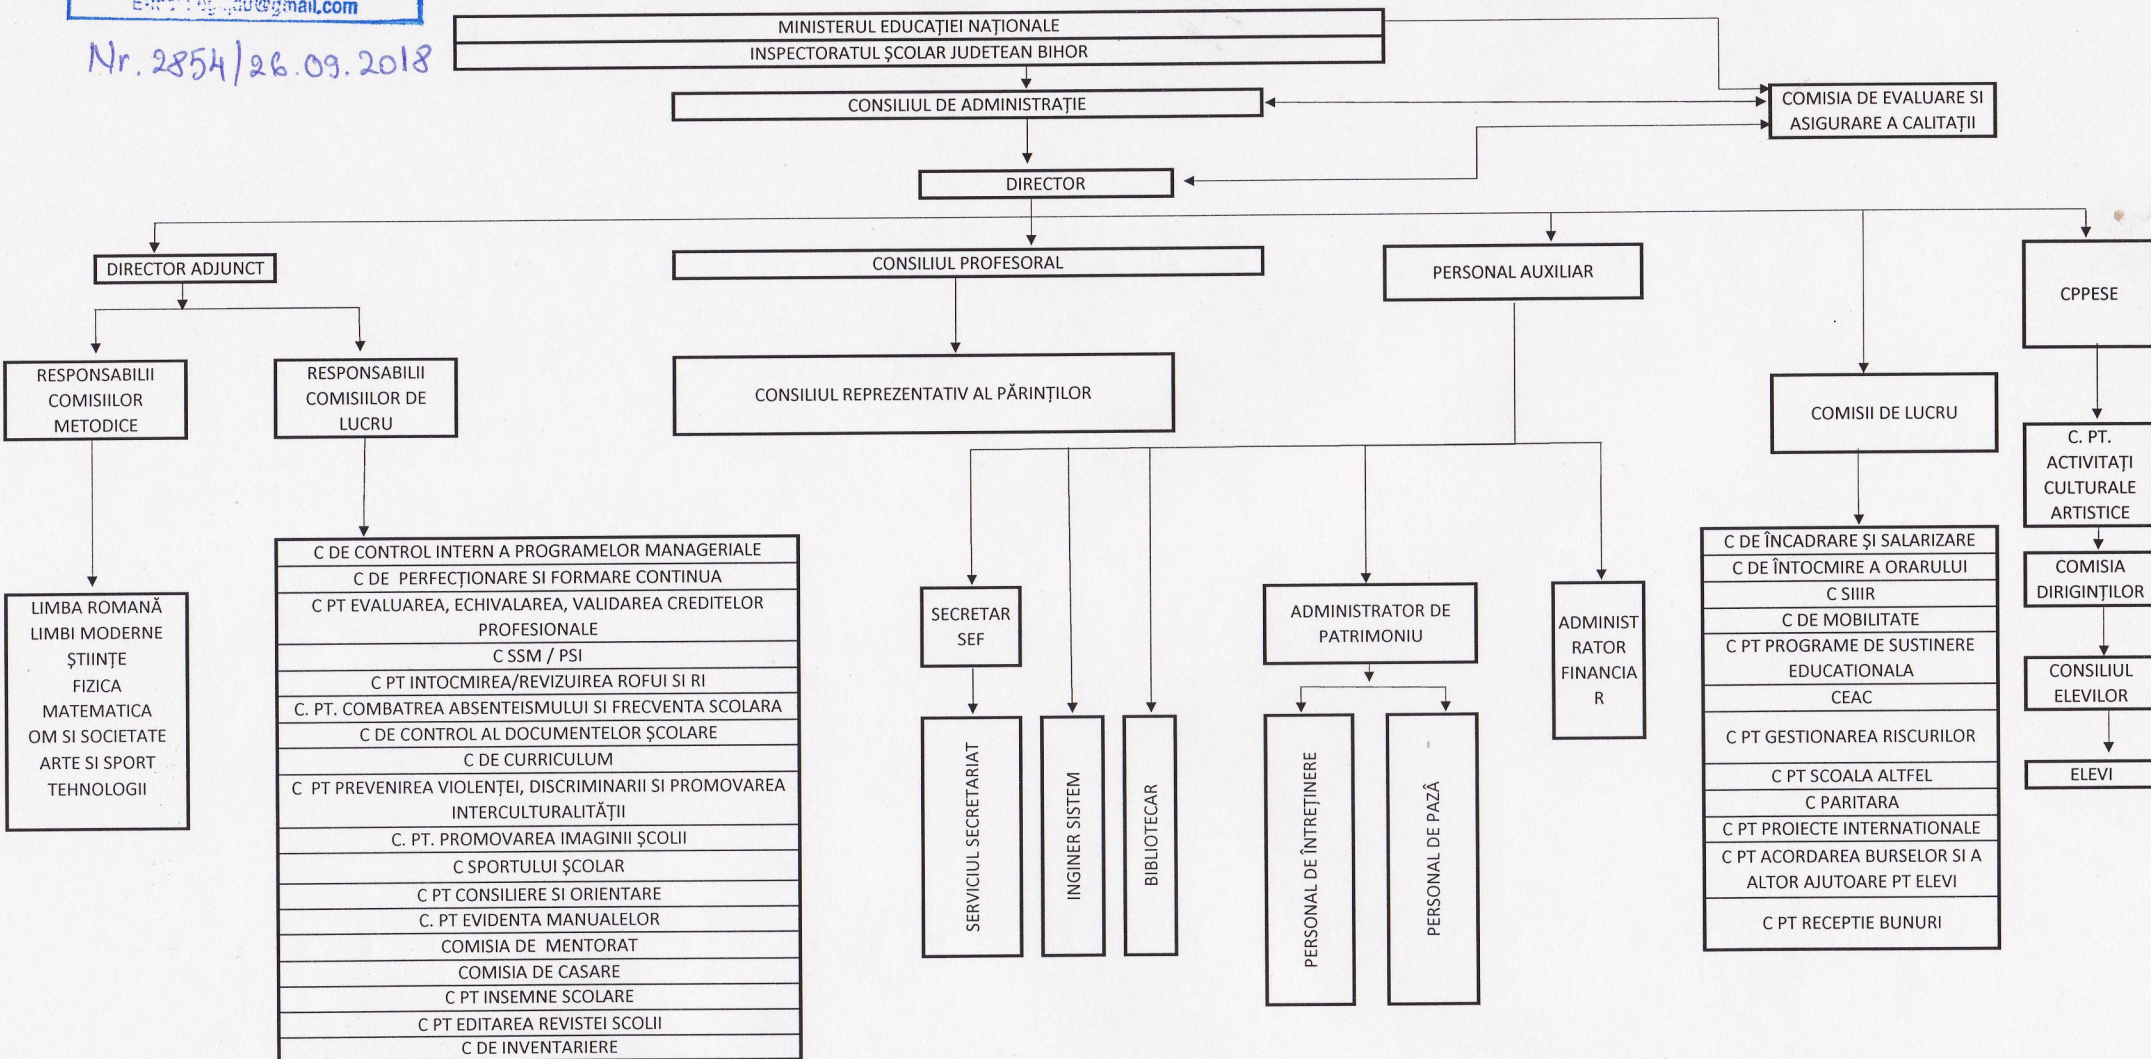 @gmail.com
Nr. 2854/26.09.2018
MINISTERUL EDUCAȚIEI NAȚIONALE
INSPECTORATUL ȘCOLAR JUDETEAN BIHOR
CONSILIUL DE ADMINISTRAȚIE
COMISIA DE EVALUARE SI
ASIGURARE A CALITAȚII
DIRECTOR
DIRECTOR ADJUNCT
CONSILIUL PROFESORAL
PERSONAL AUXILIAR
CPPESE
RESPONSABILII
COMISIILOR
METODICE
RESPONSABILII
COMISIILOR DE
LUCRU
CONSILIUL REPREZENTATIV AL PĂRINȚILOR
COMISII DE LUCRU
C. PT.
ACTIVITAȚI
CULTURALE
ARTISTICE
LIMBA ROMANĂ
LIMBI MODERNE
ȘTIINȚE
FIZICA
MATEMATICA
OM SI SOCIETATE
ARTE SI SPORT
TEHNOLOGII
C DE CONTROL INTERN A PROGRAMELOR MANAGERIALE
C DE PERFECȚIONARE SI FORMARE CONTINUA
C PT EVALUAREA, ECHIVALAREA, VALIDAREA CREDITELOR
PROFESIONALE
C SSM / PSI
C PT INTOCMIREA/REVIZUIREA ROFUI SI RI
C. PT. COMBATREA ABSENTEISMULUI SI FRECVENTA SCOLARA
C DE CONTROL AL DOCUMENTELOR ȘCOLARE
C DE CURRICULUM
C PT PREVENIREA VIOLENȚEI, DISCRIMINARII SI PROMOVAREA
INTERCULTURALITĂȚII
C. PT. PROMOVAREA IMAGINII ȘCOLII
C SPORTULUI ȘCOLAR
C PT CONSILIERE SI ORIENTARE
C. PT EVIDENTA MANUALELOR
COMISIA DE MENTORAT
COMISIA DE CASARE
C PT INSEMNE SCOLARE
C PT EDITAREA REVISTEI SCOLII
C DE INVENTARIERE
SECRETAR
SEF
SERVICIUL SECRETARIAT
INGINER SISTEM
BIBLIOTECAR
ADMINISTRATOR DE
PATRIMONIU
PERSONAL DE ÎNTREȚINERE
PERSONAL DE PAZÂ
ADMINIST
RATOR
FINANCIA
R
C DE ÎNCADRARE ȘI SALARIZARE
C DE ÎNTOCMIRE A ORARULUI
C SIIIR
C DE MOBILITATE
C PT PROGRAME DE SUSTINERE
EDUCATIONALA
CEAC
C PT GESTIONAREA RISCURILOR
C PT SCOALA ALTFEL
C PARITARA
C PT PROIECTE INTERNATIONALE
C PT ACORDAREA BURSELOR SI A
ALTOR AJUTOARE PT ELEVI
C PT RECEPTIE BUNURI
COMISIA
DIRIGINȚILOR
CONSILIUL
ELEVILOR
ELEVI